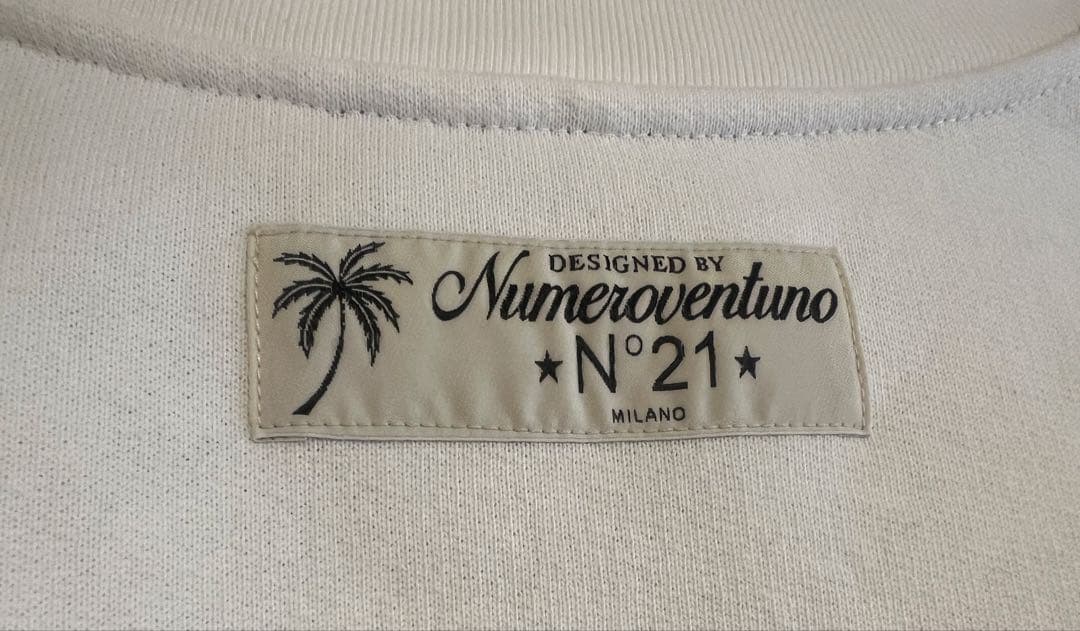 DESIGNED BY
Numeroventuno
★N°21★
MILANO